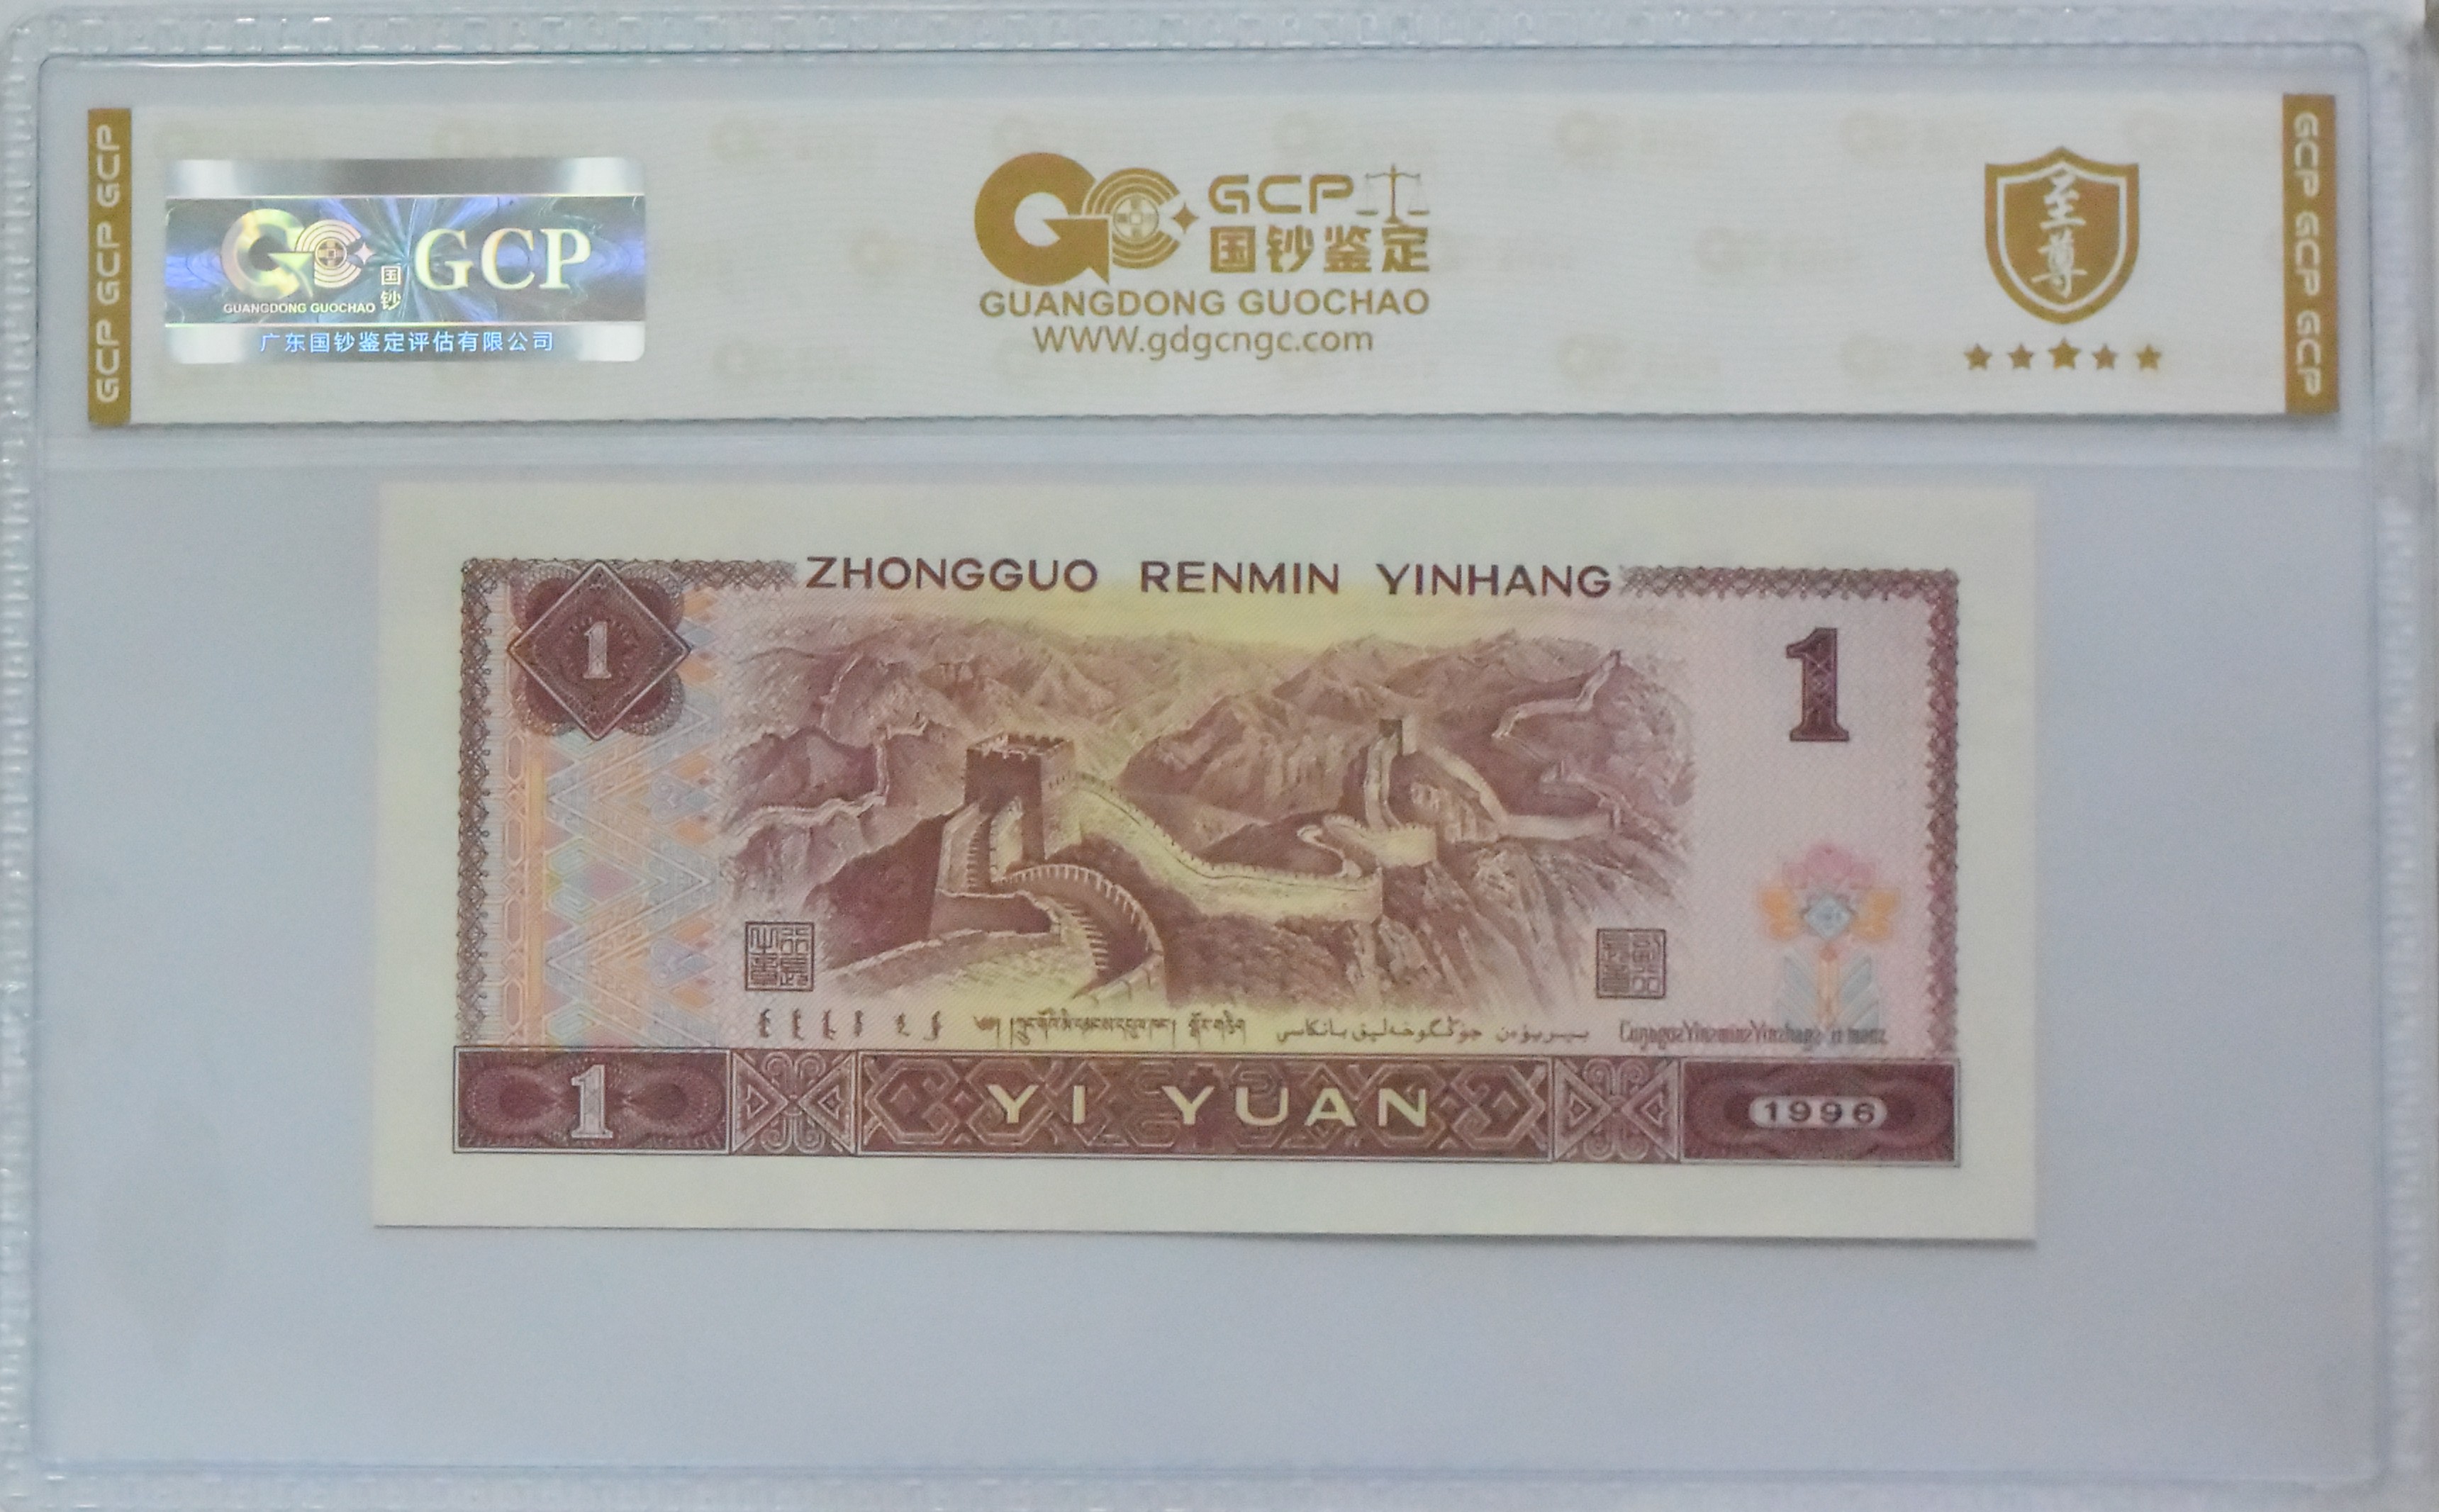 GCP GCP GCP
GCP
国
钞
GUANGDONG GUOCHAO
广东国钞鉴定评估有限公司
GCP
国钞鉴定
GUANGDONG GUOCHAO
WWW.gdgcngc.com
至
尊
GCP GCP GCP
ZHONGGUO RENMIN YINHANG
1
1
1
YI YUAN
1996